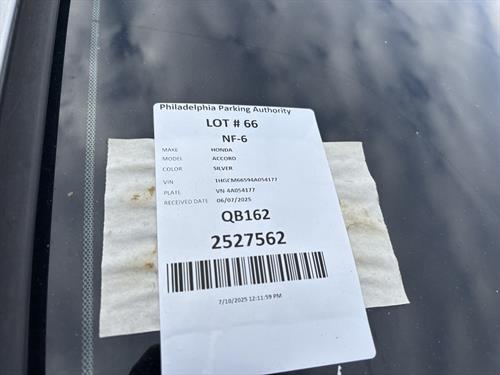 Philadelphia Parking Authority
LOT # 66
NF-6
MAKE HONDA
MODEL ACCORO
COLOR SILVER
VIN 1HGCM66594A054177
PLATE VN-4A054177
RECEIVED DATE 06/07/2025
QB162
2527562
7/10/2025 12:11:59 PM